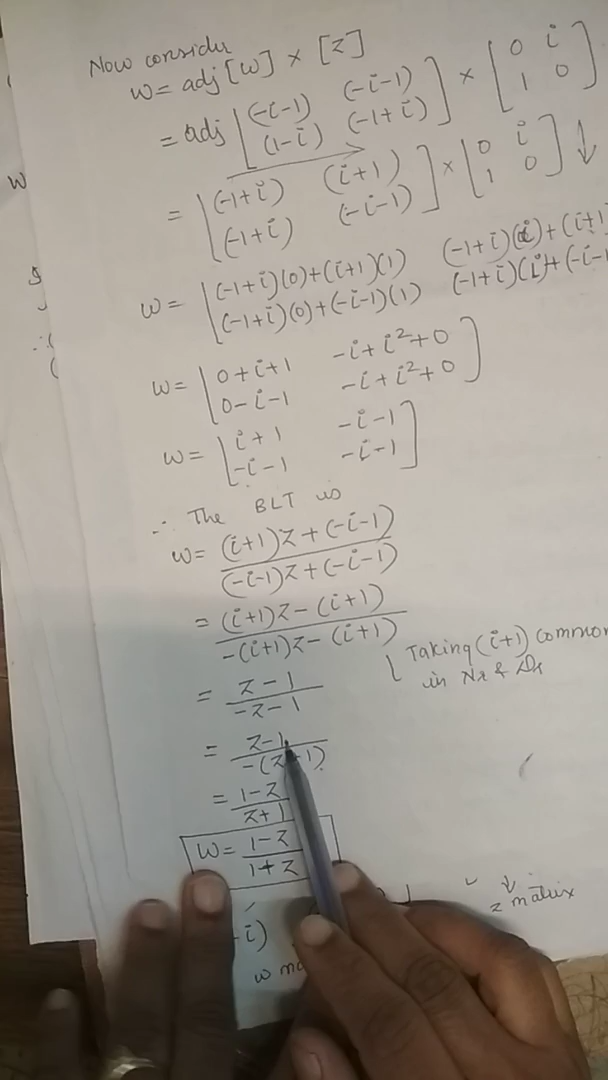 Now consider
w = adj[w] × [z]
= adj [(-i-1) (-i-1)
(1-i) (-1+i)] × [0 i
1 0]
= [(-1+i) (i+1)
(-1+i) (-i-1)] × [0 i
1 0] ↓
w = [(-1+i)(0)+(i+1)(1) (-1+i)(i)+(i+1
(-1+i)(0)+(-i-1)(1) (-1+i)(i)+(-i-1
w = [0+i+1 -i+i²+0
0-i-1 -i+i²+0]
w = [i+1 -i-1
-i-1 -i-1]
∴ The BLT is
w = (i+1)z+(-i-1) / (-i-1)z+(-i-1)
= (i+1)z-(i+1) / -(i+1)z-(i+1)
[Taking (i+1) common
in Nr & Dr
= z-1 / -z-1
= z-1 / -(z+1)
= 1-z / z+1
w = 1-z / 1+z
z matrix